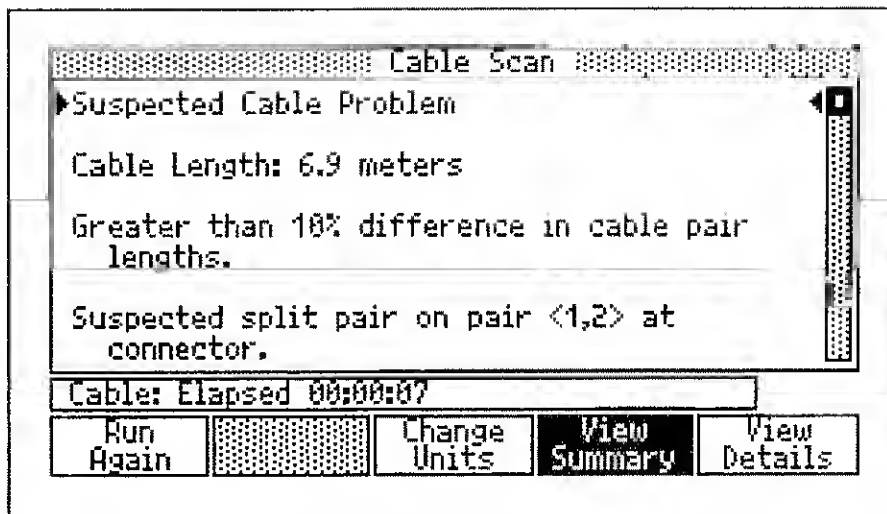 Cable Scan
Suspected Cable Problem
Cable Length: 6.9 meters
Greater than 10% difference in cable pair
lengths.
Suspected split pair on pair <1,2> at
connector.
Cable: Elapsed 00:00:07
Run
Again
Change
Units
View
Summary
View
Details